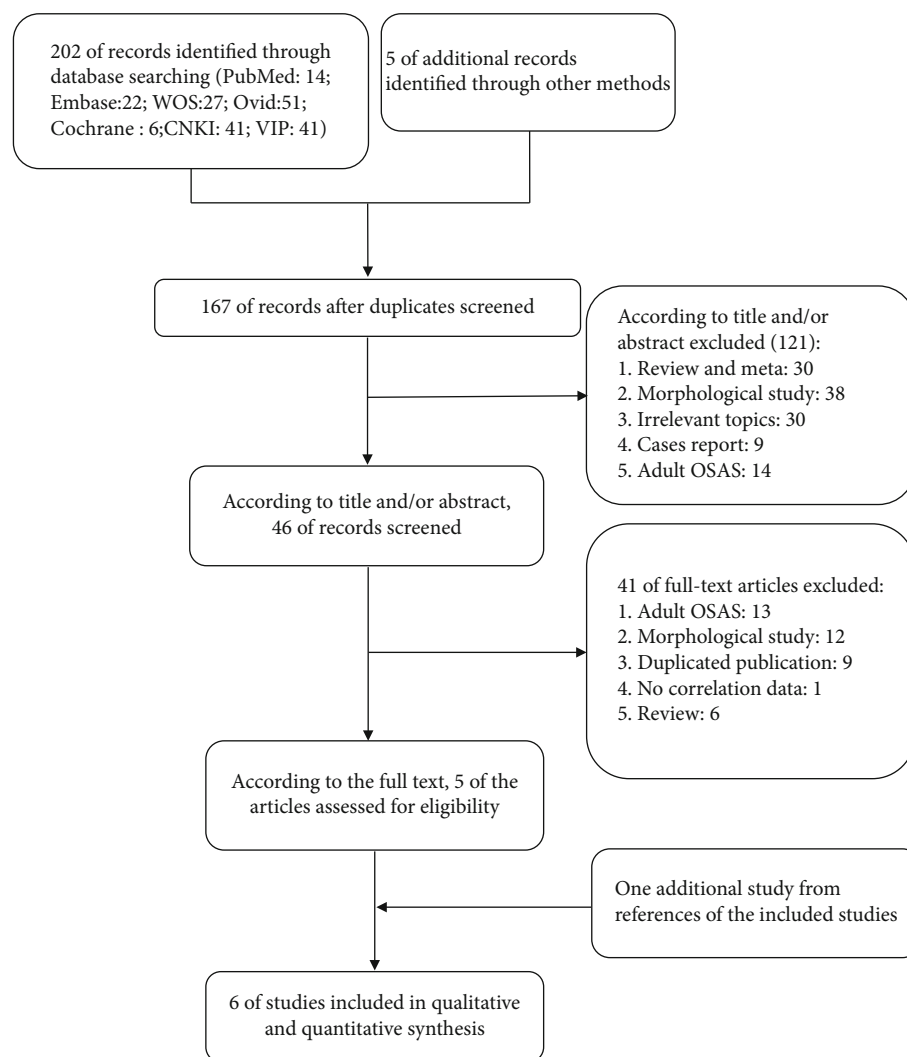 202 of records identified through
database searching (PubMed: 14;
Embase:22; WOS:27; Ovid:51;
Cochrane : 6;CNKI: 41; VIP: 41)
5 of additional records
identified through other methods
167 of records after duplicates screened
According to title and/or
abstract excluded (121):
1. Review and meta: 30
2. Morphological study: 38
3. Irrelevant topics: 30
4. Cases report: 9
5. Adult OSAS: 14
According to title and/or abstract,
46 of records screened
41 of full-text articles excluded:
1. Adult OSAS: 13
2. Morphological study: 12
3. Duplicated publication: 9
4. No correlation data: 1
5. Review: 6
According to the full text, 5 of the
articles assessed for eligibility
One additional study from
references of the included studies
6 of studies included in qualitative
and quantitative synthesis